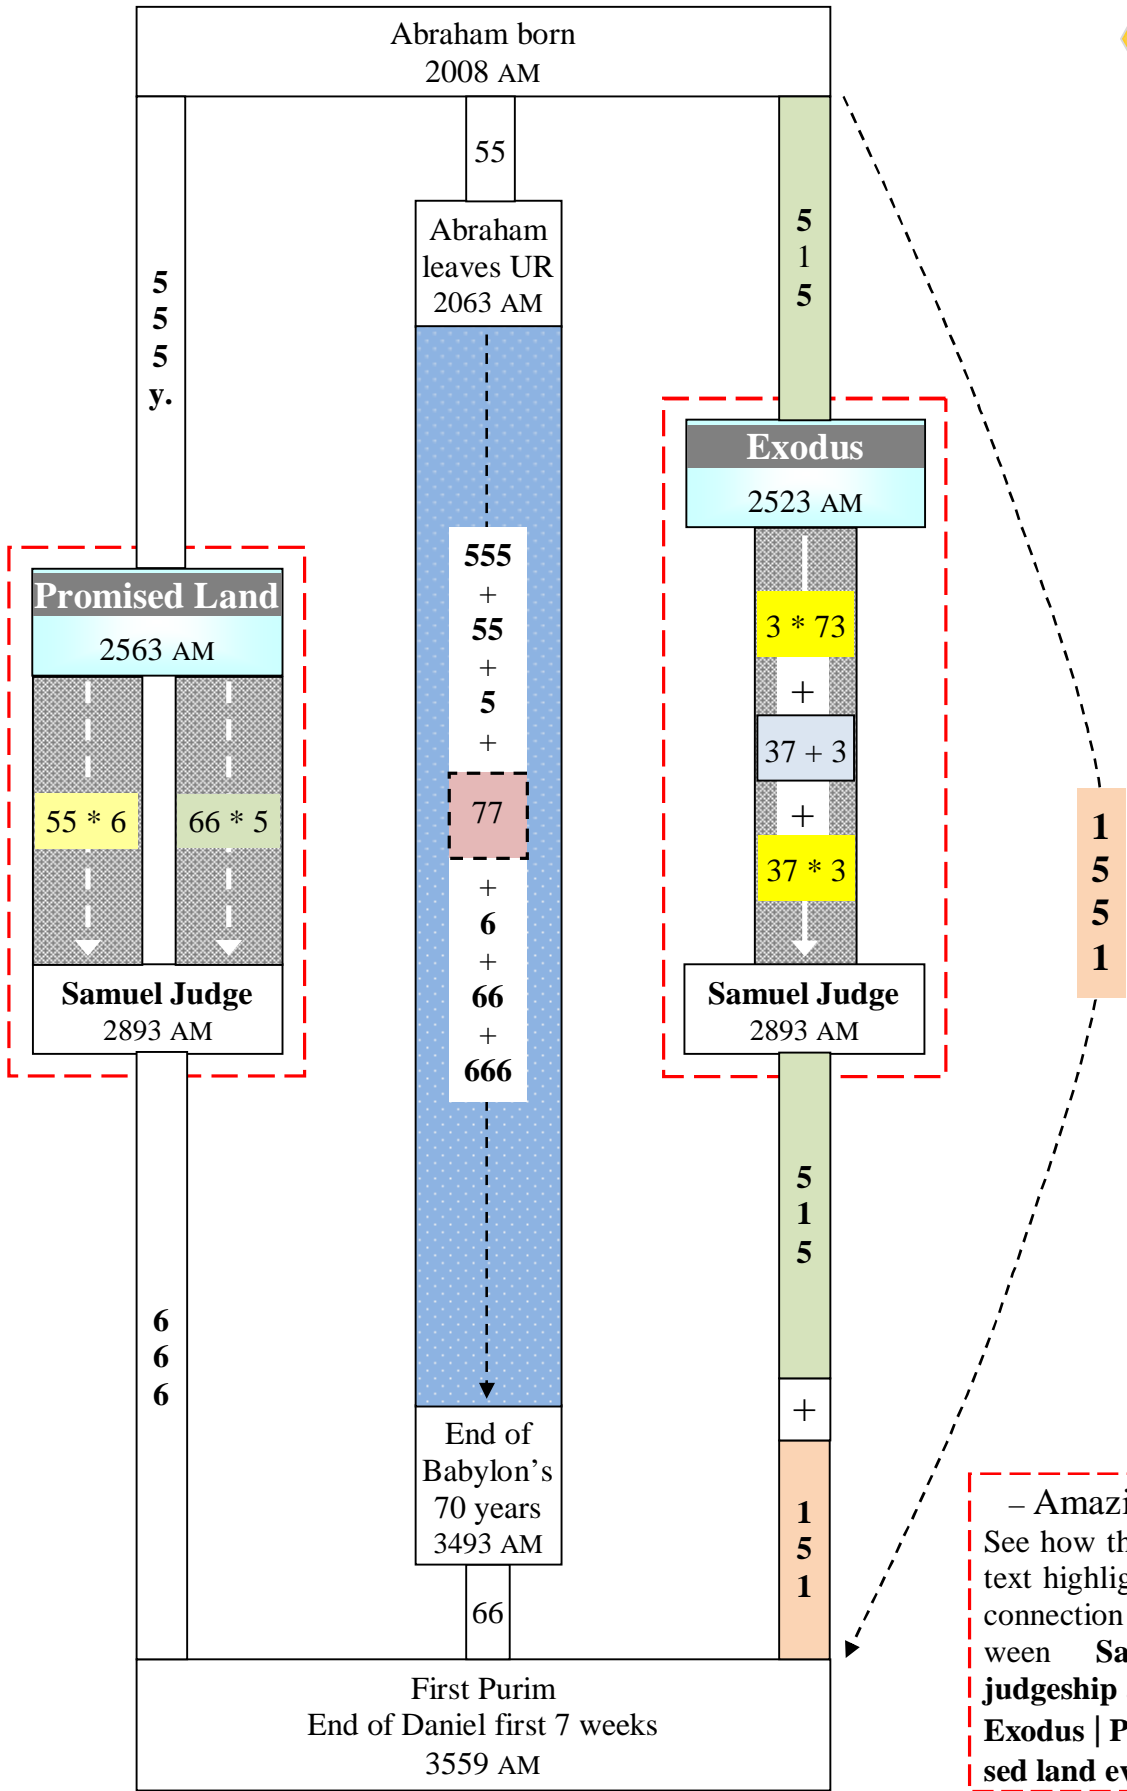 Abraham born
2008 AM
55
5
5
5
y.
Abraham
leaves UR
2063 AM
5
1
5
Exodus
2523 AM
Promised Land
2563 AM
555
+
55
+
5
+
77
+
6
+
66
+
666
3 * 73
+
37 + 3
+
37 * 3
55 * 6
66 * 5
1
5
5
1
Samuel Judge
2893 AM
Samuel Judge
2893 AM
5
1
5
+
1
5
1
6
6
6
End of
Babylon’s
70 years
3493 AM
66
First Purim
End of Daniel first 7 weeks
3559 AM
–
See how
text
connection
ween
judgeship
Exodus |
sed land